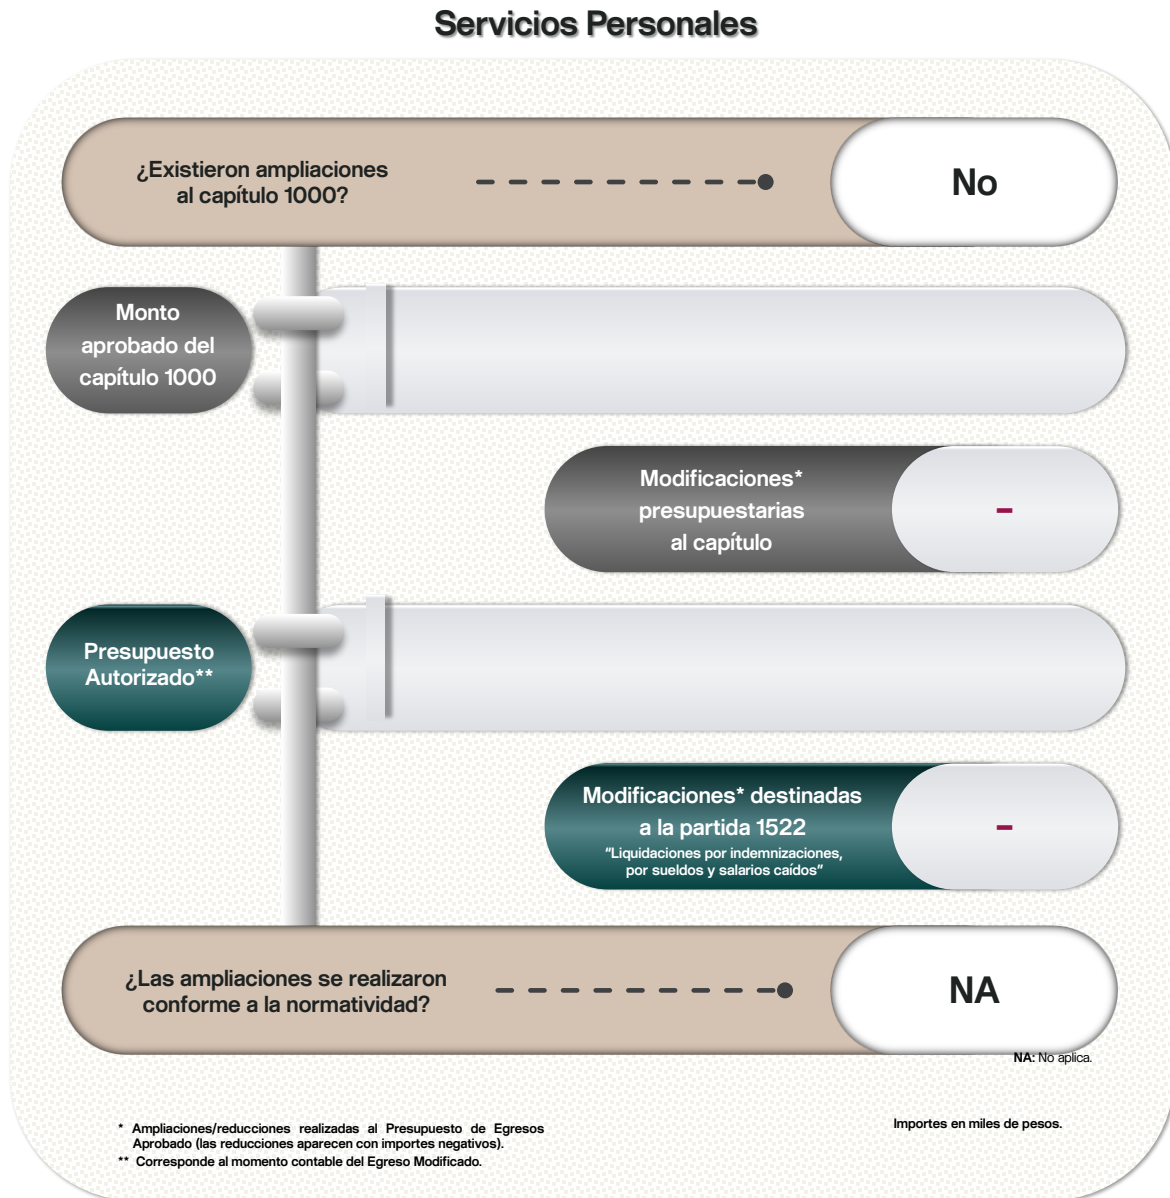 Servicios Personales
¿Existieron ampliaciones
al capítulo 1000?
No
Monto
aprobado del
capítulo 1000
Modificaciones*
presupuestarias
al capítulo
–
Presupuesto
Autorizado**
Modificaciones* destinadas
a la partida 1522
“Liquidaciones por indemnizaciones,
por sueldos y salarios caídos”
–
¿Las ampliaciones se realizaron
conforme a la normatividad?
NA
NA: No aplica.
* Ampliaciones/reducciones realizadas al Presupuesto de Egresos
Aprobado (las reducciones aparecen con importes negativos).
** Corresponde al momento contable del Egreso Modificado.
Importes en miles de pesos.